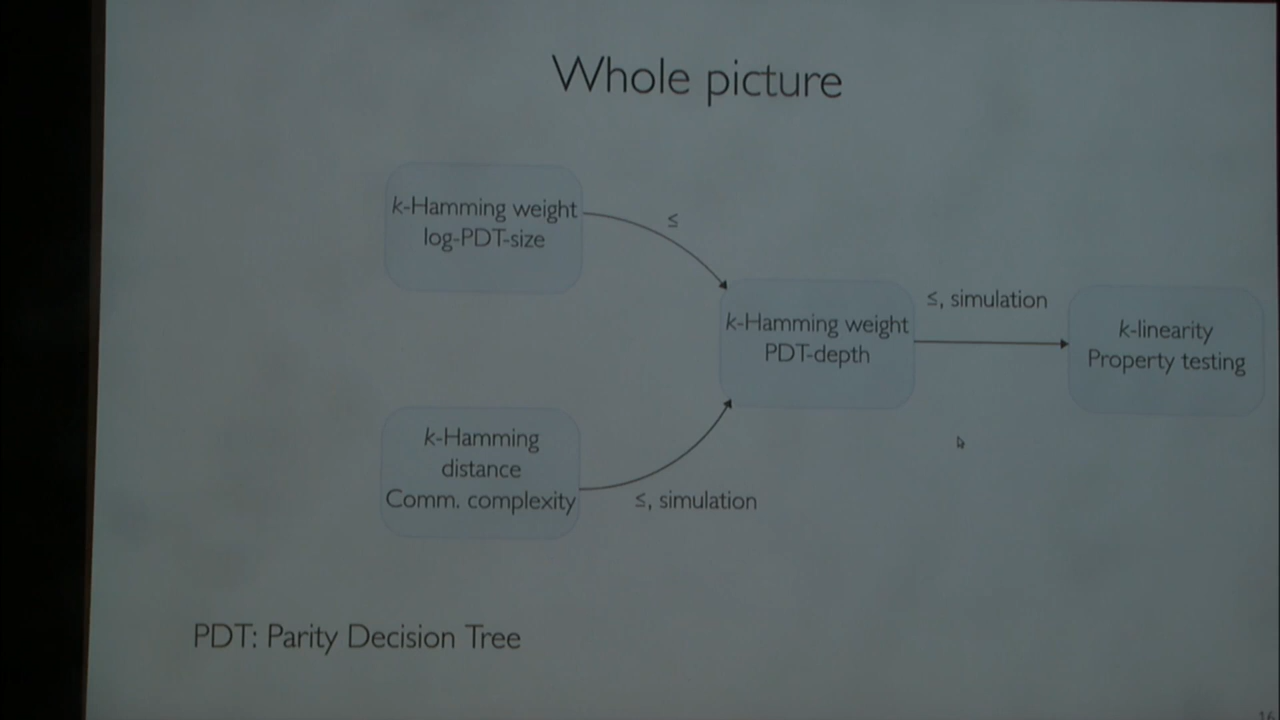 Whole picture
k-Hamming weight
log-PDT-size
≤
k-Hamming weight
PDT-depth
≤, simulation
k-linearity
Property testing
k-Hamming
distance
Comm. complexity
≤, simulation
PDT: Parity Decision Tree